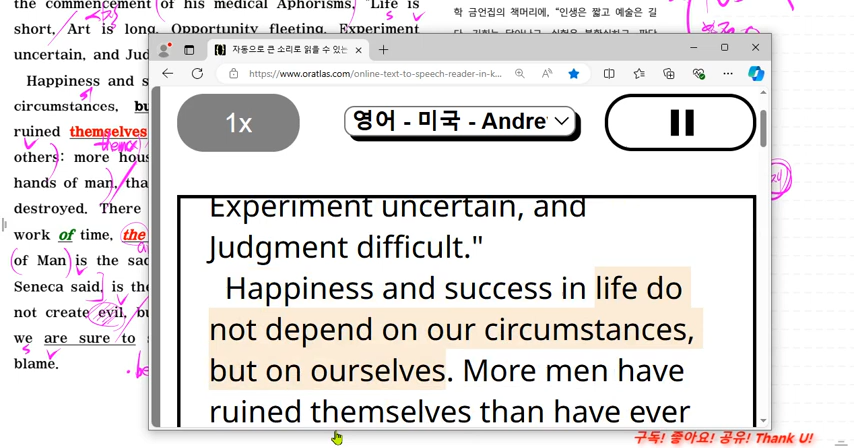 the commencement of his medical Aphorisms, "Life is
short, Art is long, Opportunity fleeting, Experiment
uncertain, and Jud
Happiness and s
circumstances, bu
ruined themselves
others: more hous
hands of man, tha
destroyed. There
work of time, the
of Man) is the sad
Seneca said, is the
not create evil, bu
we are sure to
blame.
학 금언집의 책머리에, "인생은 짧고 예술은 길
자동으로 큰 소리로 읽을 수 있는
https://www.oratlas.com/online-text-to-speech-reader-in-k...
1x
영어 - 미국 - Andre
Experiment uncertain, and
Judgment difficult."
Happiness and success in life do
not depend on our circumstances,
but on ourselves. More men have
ruined themselves than have ever
구독! 좋아요! 공유! Thank U!